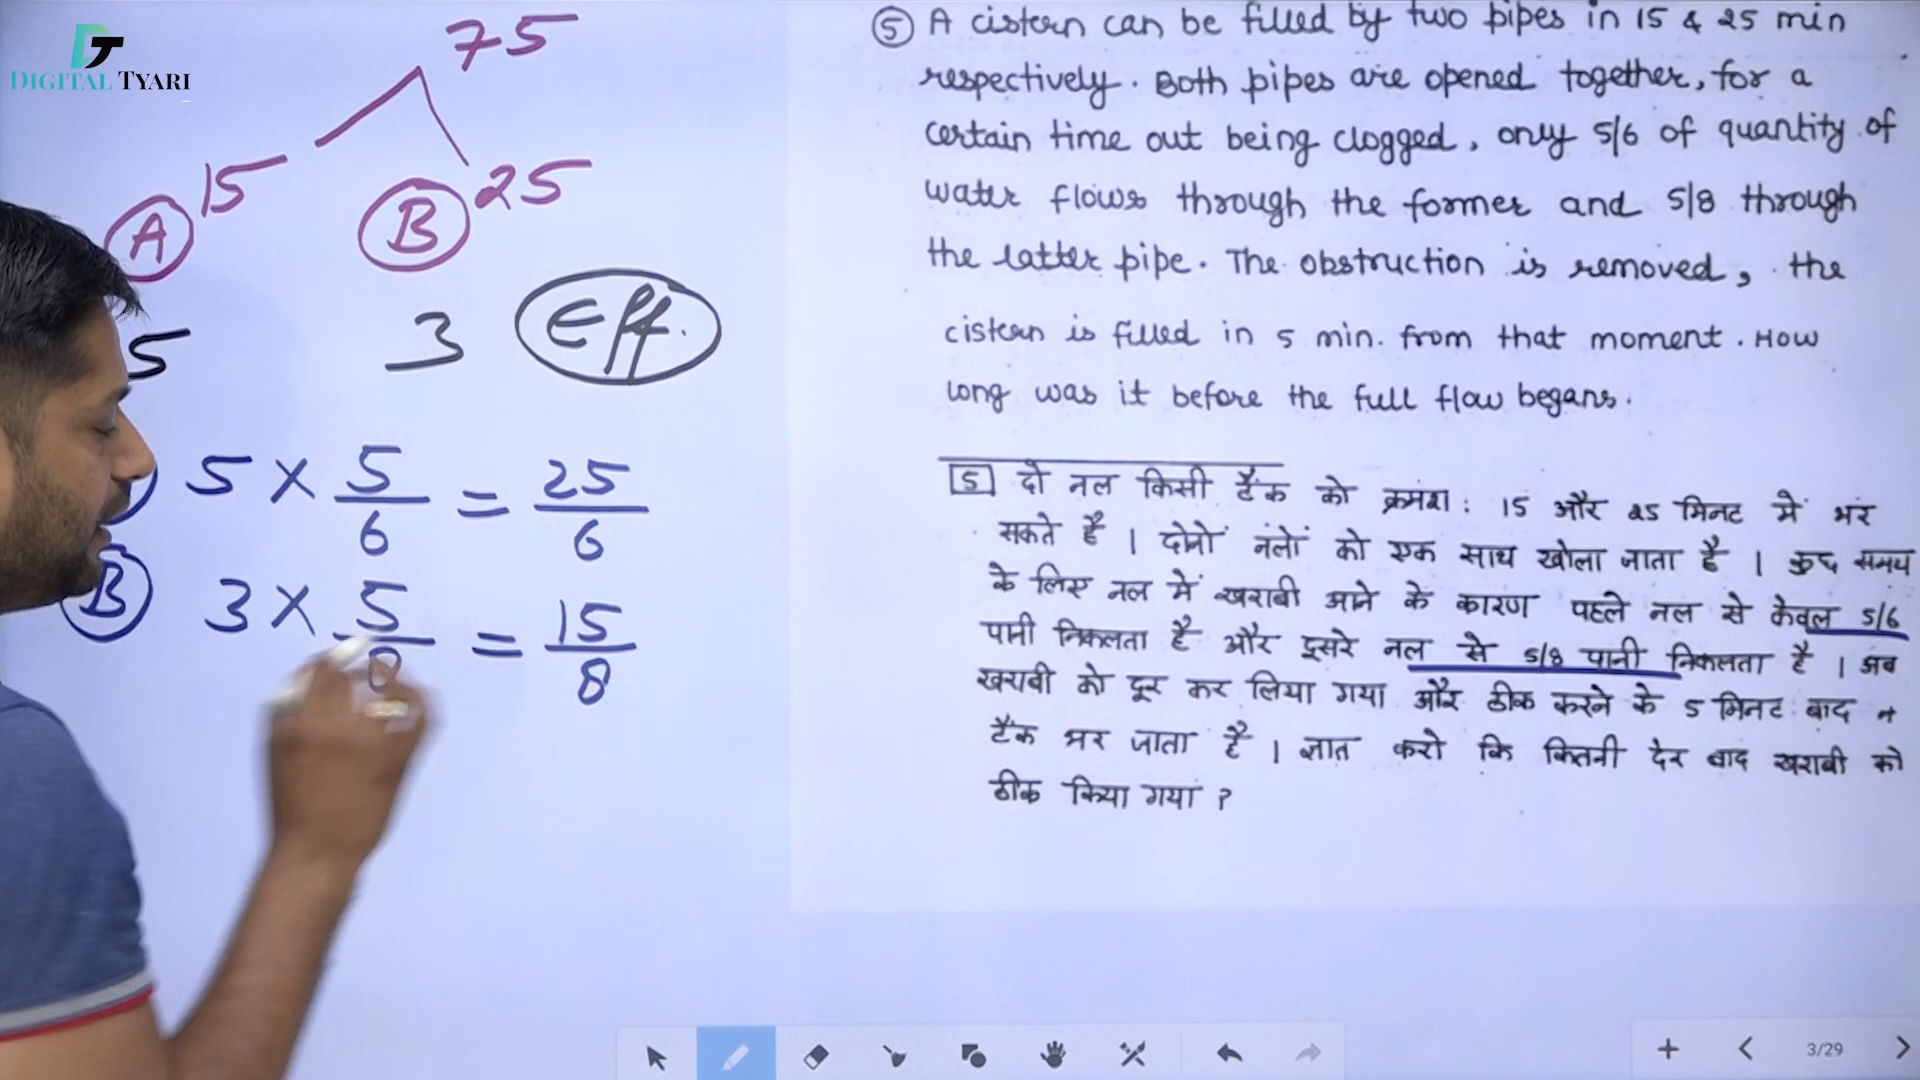 DIGITAL TYARI
75
A 15 B 25
5 3 Eff.
5 × 5/6 = 25/6
B 3 × 5/8 = 15/8
⑤ A cistern can be filled by two pipes in 15 & 25 min
respectively. Both pipes are opened together, for a
certain time out being clogged, only 5/6 of quantity of
water flows through the former and 5/8 through
the latter pipe. The obstruction is removed, the
cistern is filled in 5 min. from that moment. How
long was it before the full flow begans.
5 दो नल किसी टैंक को क्रमश: 15 और 25 मिनट में भर
सकते है । दोनों नलों को एक साथ खोला जाता है । कुछ समय
के लिए नल में खराबी आने के कारण पहले नल से केवल 5/6
पानी निकलता है और दूसरे नल से 5/8 पानी निकलता है । अब
खराबी को दूर कर लिया गया और ठीक करने के 5 मिनट बाद
टैंक भर जाता है । ज्ञात करो कि कितनी देर बाद खराबी को
ठीक किया गया ?
3/29